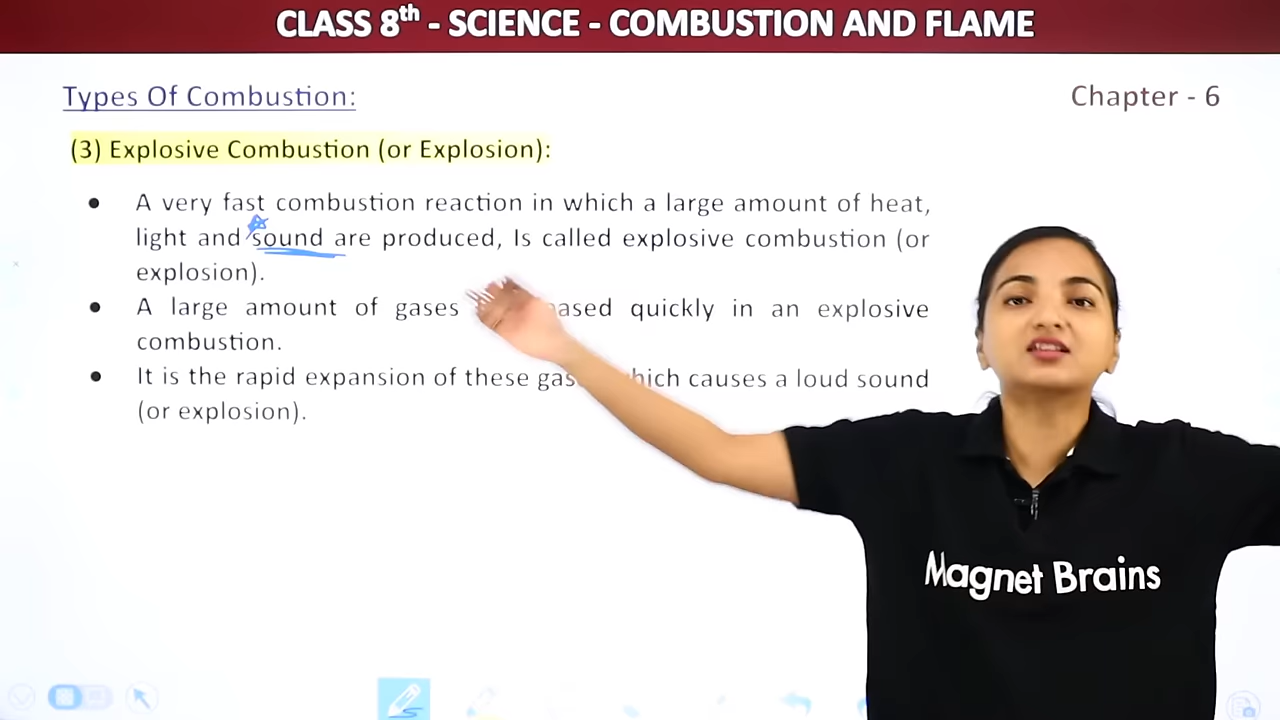 CLASS 8th - SCIENCE - COMBUSTION AND FLAME
Types Of Combustion:
Chapter - 6
(3) Explosive Combustion (or Explosion):
● A very fast combustion reaction in which a large amount of heat,
light and sound are produced, Is called explosive combustion (or
explosion).
● A large amount of gases quickly in an explosive
combustion.
● It is the rapid expansion of these which causes a loud sound
(or explosion).
Magnet Brains